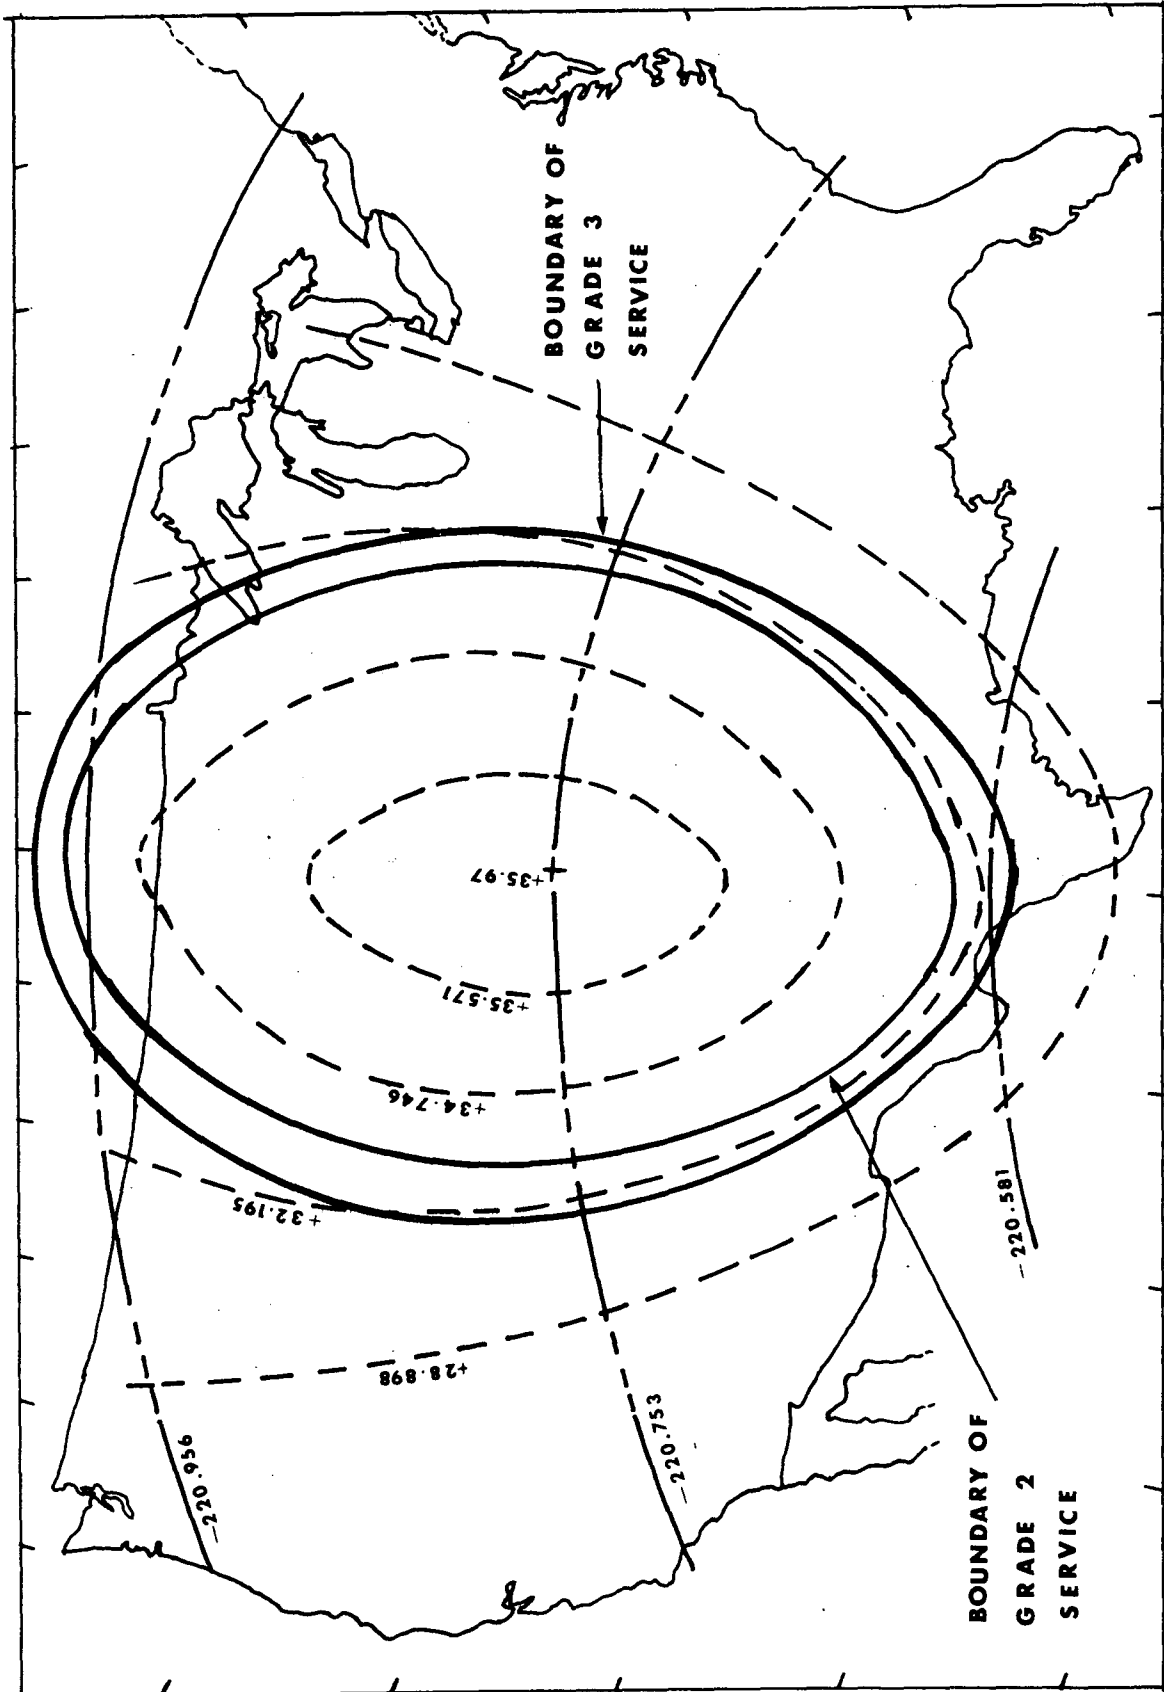 BOUNDARY OF
GRADE 3
SERVICE
+35.97
+35.571
+34.746
+32.195
+28.898
-220.956
-220.753
-220.581
BOUNDARY OF
GRADE 2
SERVICE